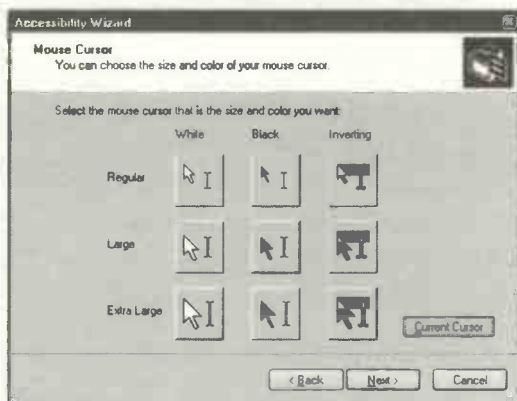 Accessibility Wizard
Mouse Cursor
You can choose the size and color of your mouse cursor.
Select the mouse cursor that is the size and color you want:
White Black Inverting
Regular
Large
Extra Large
Current Cursor
< Back Next > Cancel